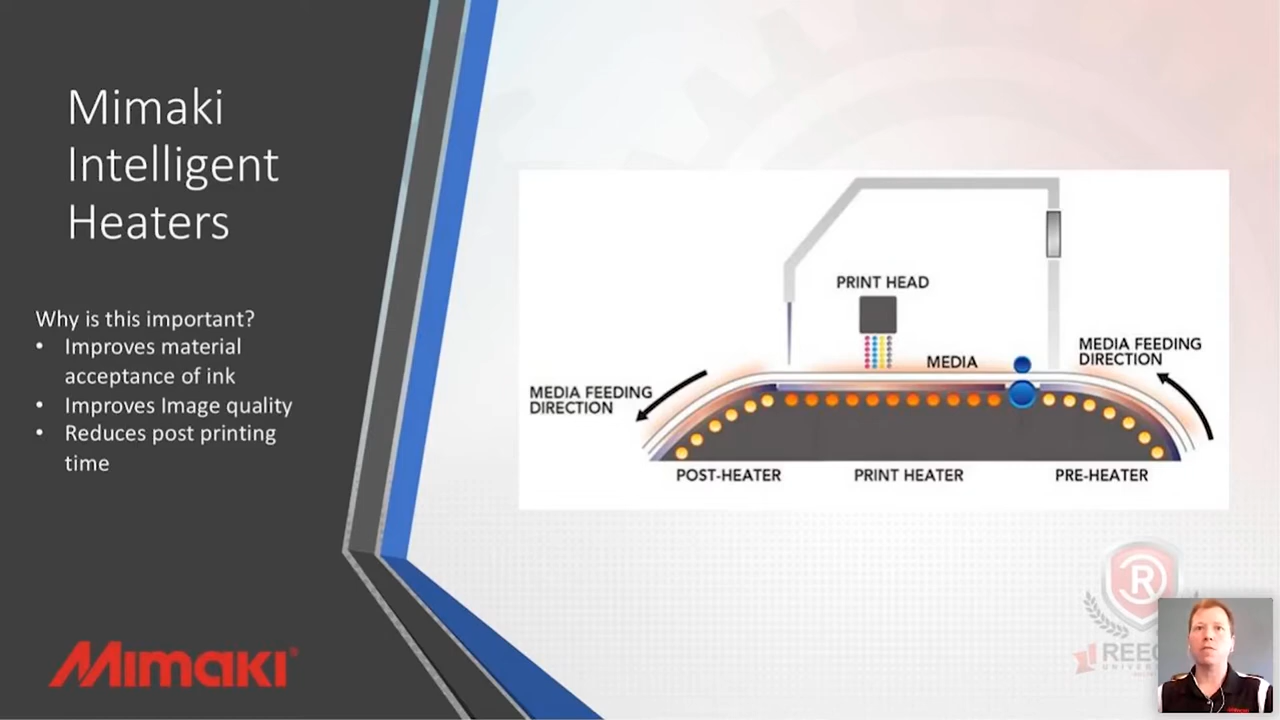 Mimaki
Intelligent
Heaters
Why is this important?
• Improves material
acceptance of ink
• Improves Image quality
• Reduces post printing
time
PRINT HEAD
MEDIA
MEDIA FEEDING
DIRECTION
MEDIA FEEDING
DIRECTION
POST-HEATER
PRINT HEATER
PRE-HEATER
Mimaki
R